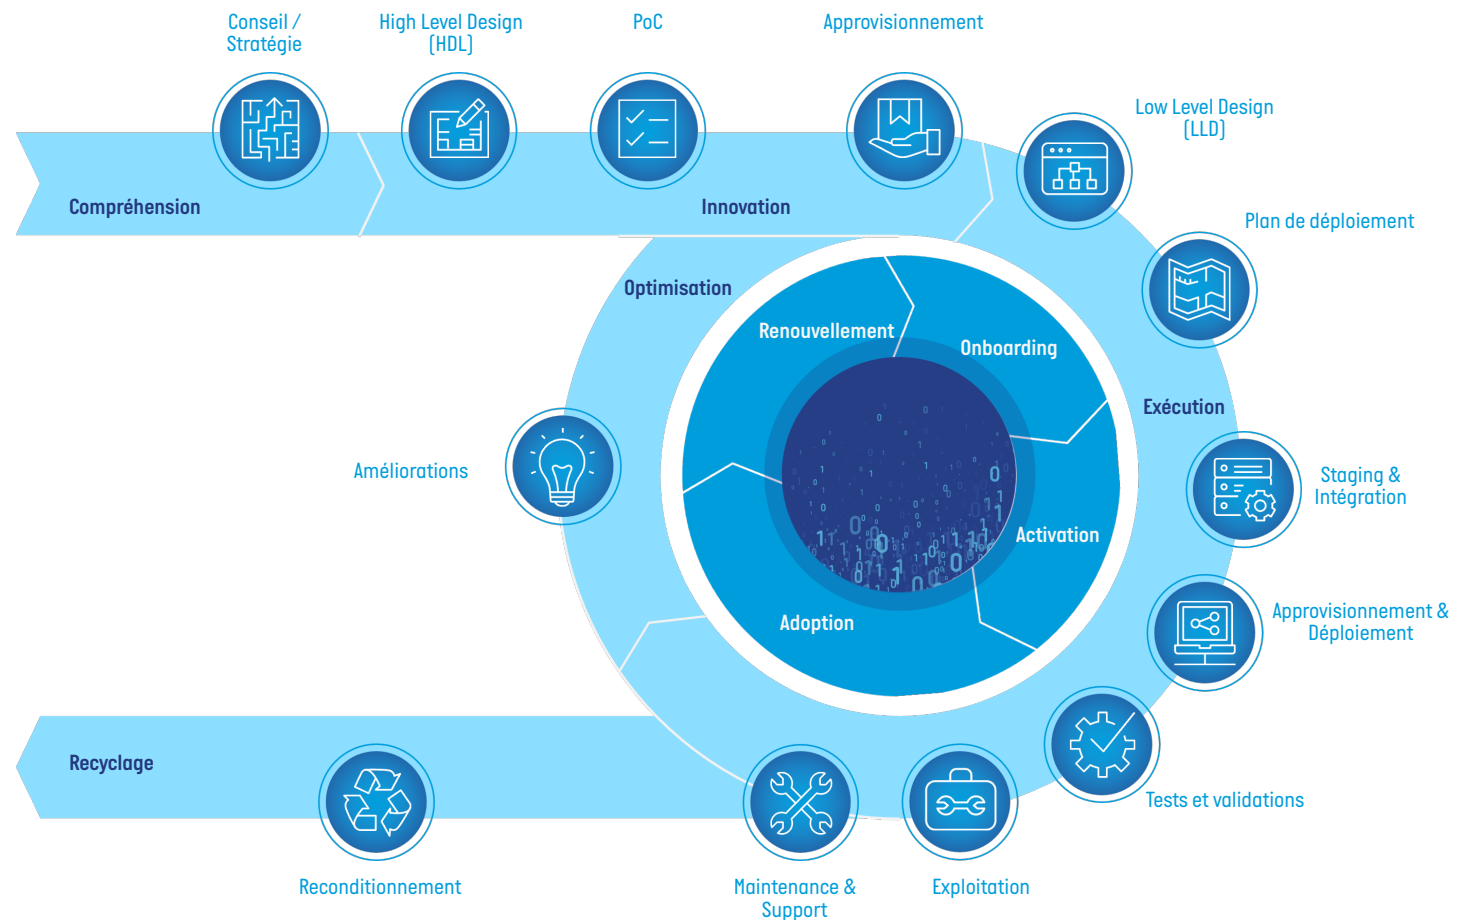 Conseil /
Stratégie
High Level Design
(HDL)
PoC
Approvisionnement
Low Level Design
(LLD)
Compréhension
Innovation
Plan de déploiement
Optimisation
Renouvellement
Onboarding
Exécution
Améliorations
Staging &
Intégration
Activation
Adoption
Approvisionnement &
Déploiement
Recyclage
Tests et validations
Reconditionnement
Maintenance &
Support
Exploitation